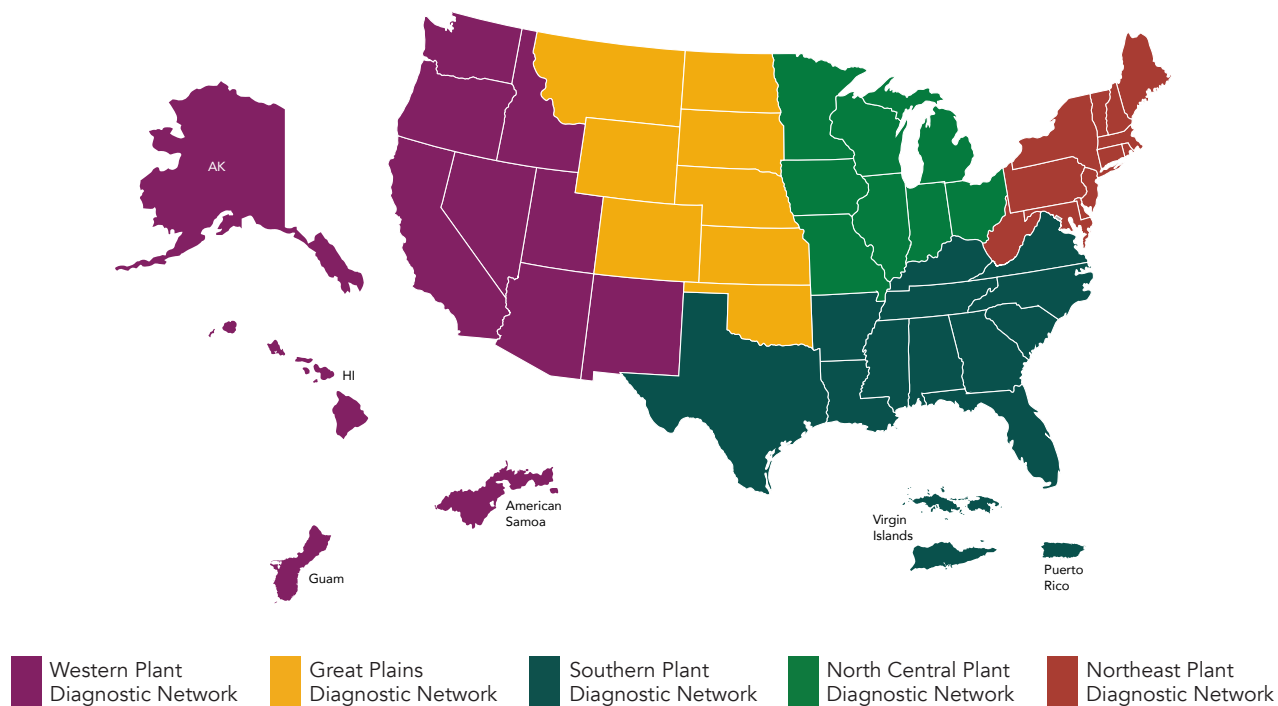 AK
HI
American
Samoa
Guam
Virgin
Islands
Puerto
Rico
Western Plant
Diagnostic Network
Great Plains
Diagnostic Network
Southern Plant
Diagnostic Network
North Central Plant
Diagnostic Network
Northeast Plant
Diagnostic Network